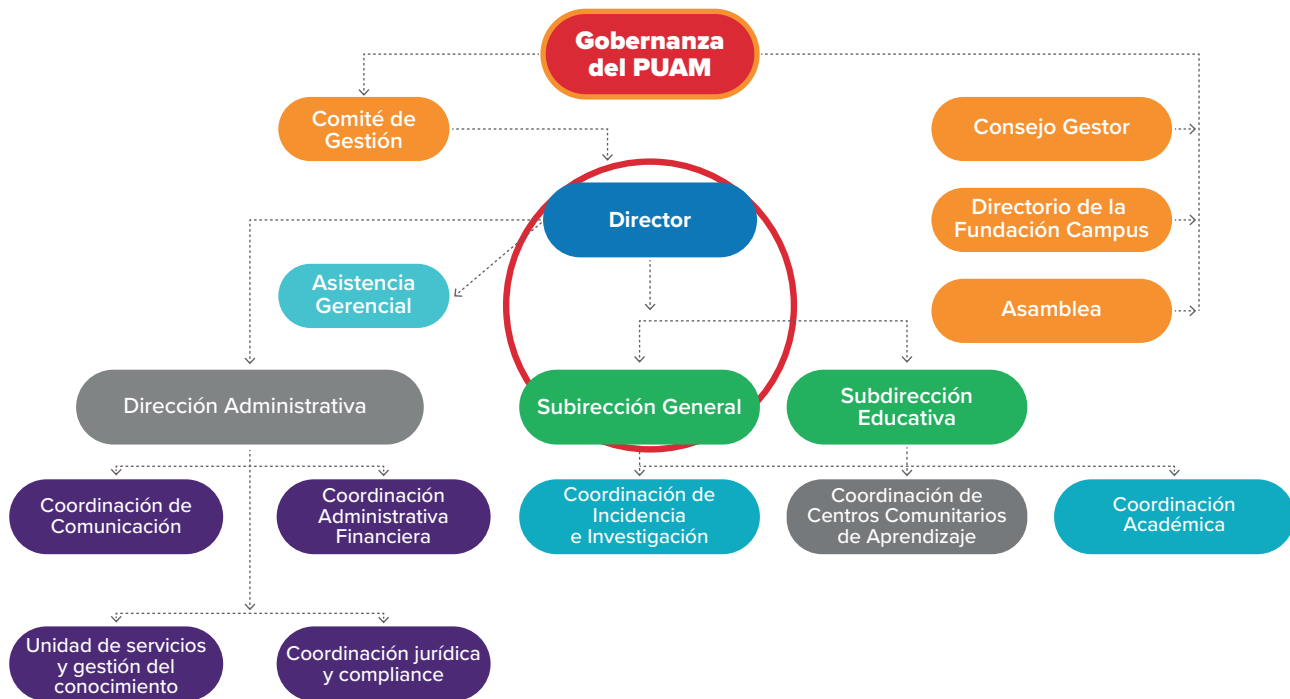 Gobernanza
del PUAM
Comité de
Gestión
Consejo Gestor
Director
Directorio de la
Fundación Campus
Asistencia
Gerencial
Asamblea
Dirección Administrativa
Subirección General
Subdirección
Educativa
Coordinación de
Comunicación
Coordinación
Administrativa
Financiera
Coordinación de
Incidencia
e Investigación
Coordinación de
Centros Comunitarios
de Aprendizaje
Coordinación
Académica
Unidad de servicios
y gestión del
conocimiento
Coordinación jurídica
y compliance